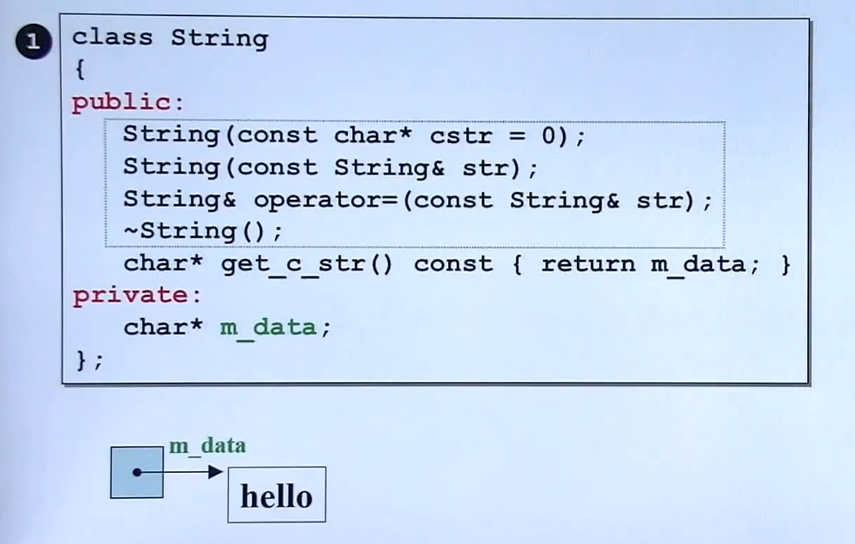 1
class String
{
public:
String(const char* cstr = 0);
String(const String& str);
String& operator=(const String& str);
~String();
char* get_c_str() const { return m_data; }
private:
char* m_data;
};
m_data
hello